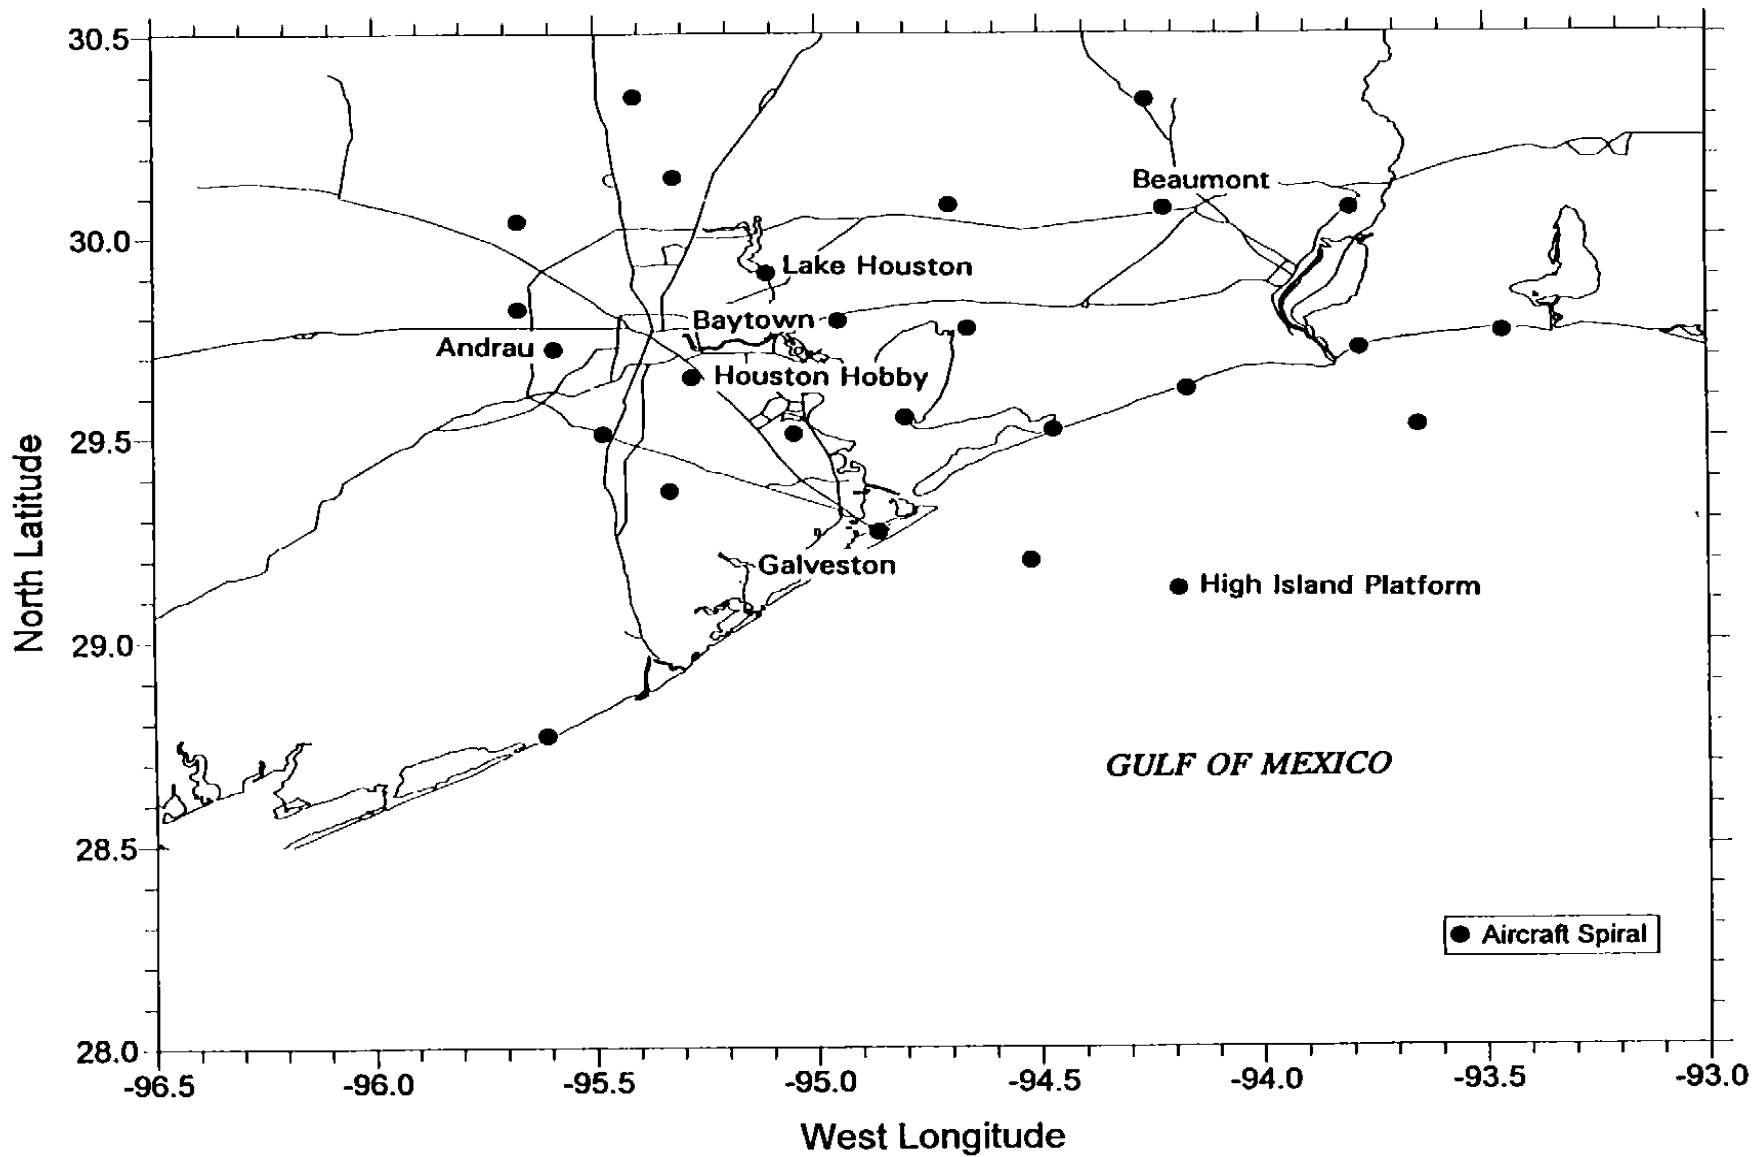 30.5
30.0
29.5
29.0
28.5
28.0
North Latitude
Beaumont
Lake Houston
Baytown
Andrau
Houston Hobby
Galveston
High Island Platform
GULF OF MEXICO
Aircraft Spiral
-96.5
-96.0
-95.5
-95.0
-94.5
-94.0
-93.5
-93.0
West Longitude